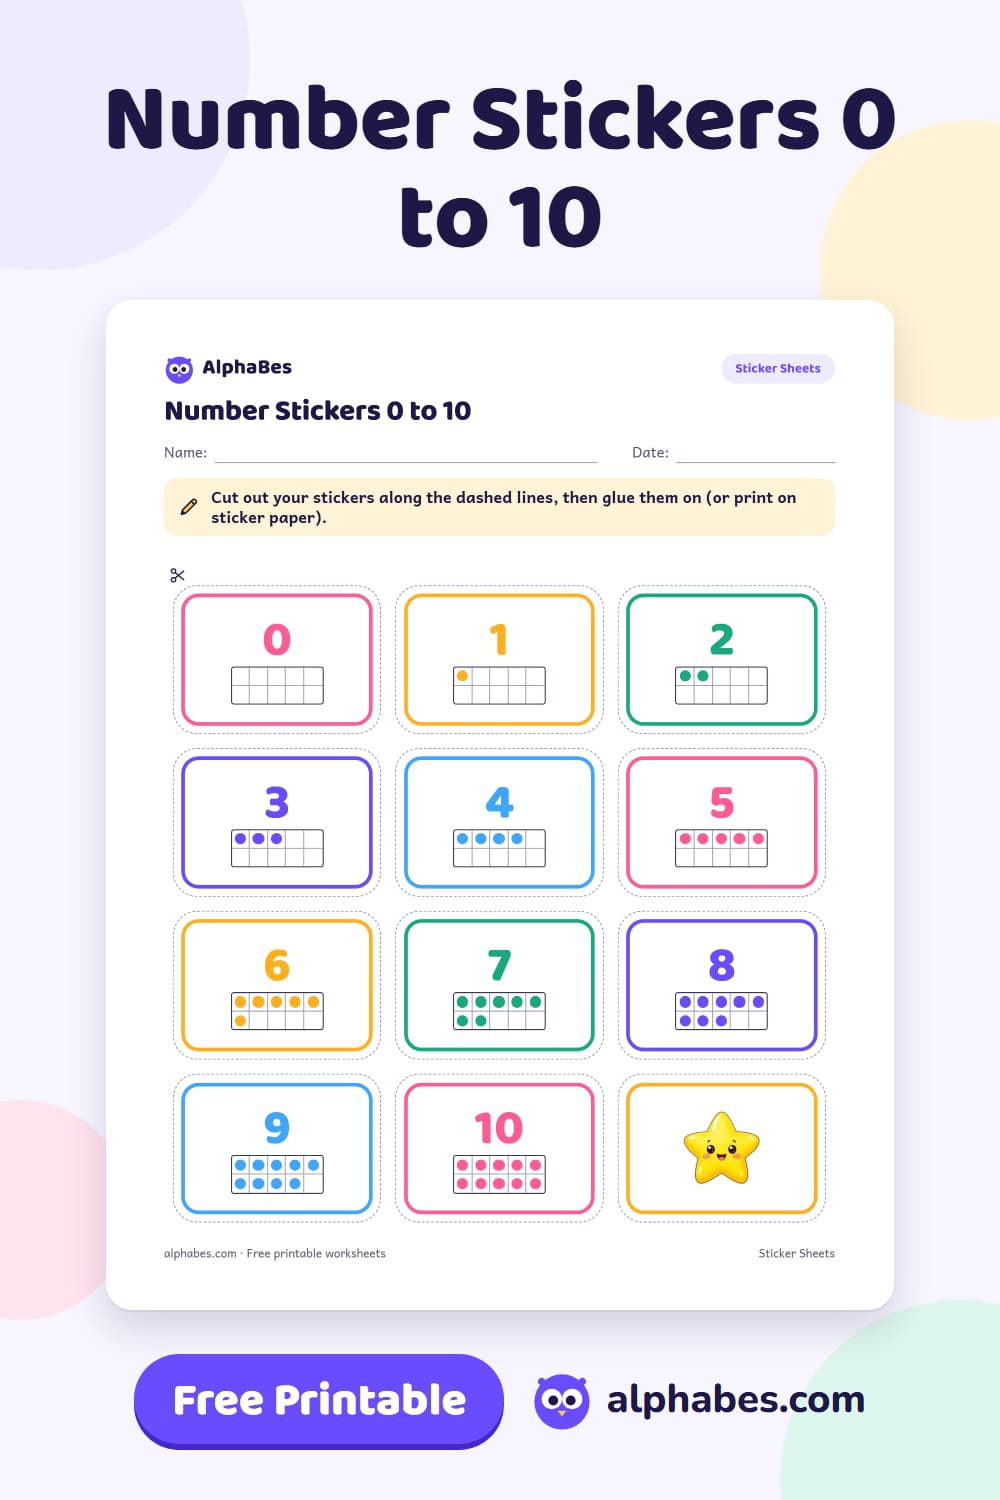 Number Stickers 0
to 10
AlphaBes
Sticker Sheets
Number Stickers 0 to 10
Name:
Date:
Cut out your stickers along the dashed lines, then glue them on (or print on
sticker paper).
0
1
2
3
4
5
6
7
8
9
10
alphabes.com · Free printable worksheets
Sticker Sheets
Free Printable
alphabes.com